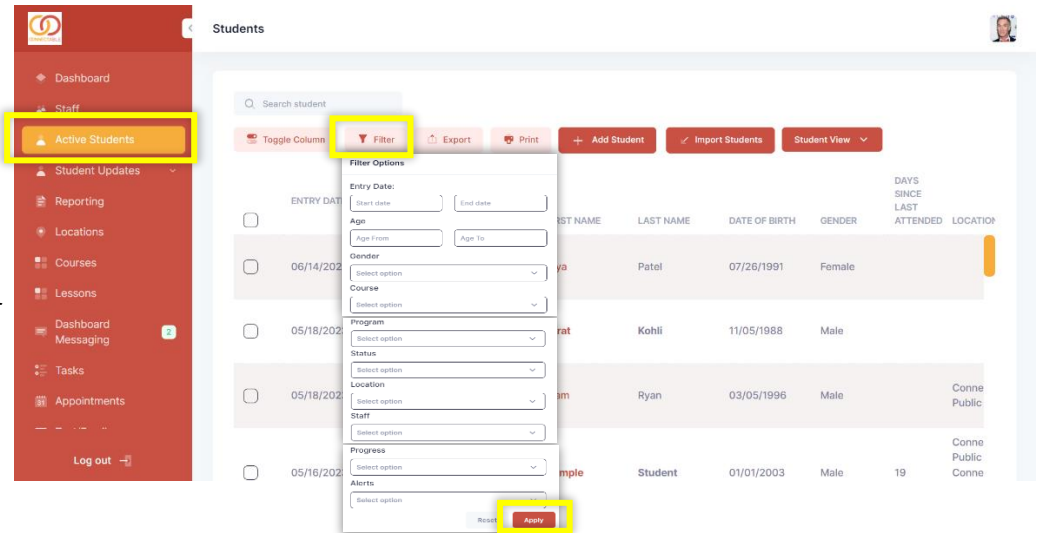 Students
Dashboard
Staff
Active Students
Student Updates
Reporting
Locations
Courses
Lessons
Dashboard
Messaging
2
Tasks
Appointments
Log out
Search student
Toggle Column
Filter
Export
Print
+ Add Student
Import Students
Student View
Filter Options
Entry Date:
Start date
End date
Age
Age From
Age To
Gender
Select option
Course
Select option
Program
Select option
Status
Select option
Location
Select option
Staff
Select option
Progress
Select option
Alerts
Select option
Reset
Apply
ENTRY DAT
RST NAME
LAST NAME
DATE OF BIRTH
GENDER
DAYS
SINCE
LAST
ATTENDED
LOCATION
06/14/202
ya
Patel
07/26/1991
Female
05/18/202
rat
Kohli
11/05/1988
Male
05/18/202
am
Ryan
03/05/1996
Male
Conne
Public
05/16/202
mple
Student
01/01/2003
Male
19
Conne
Public
Conne